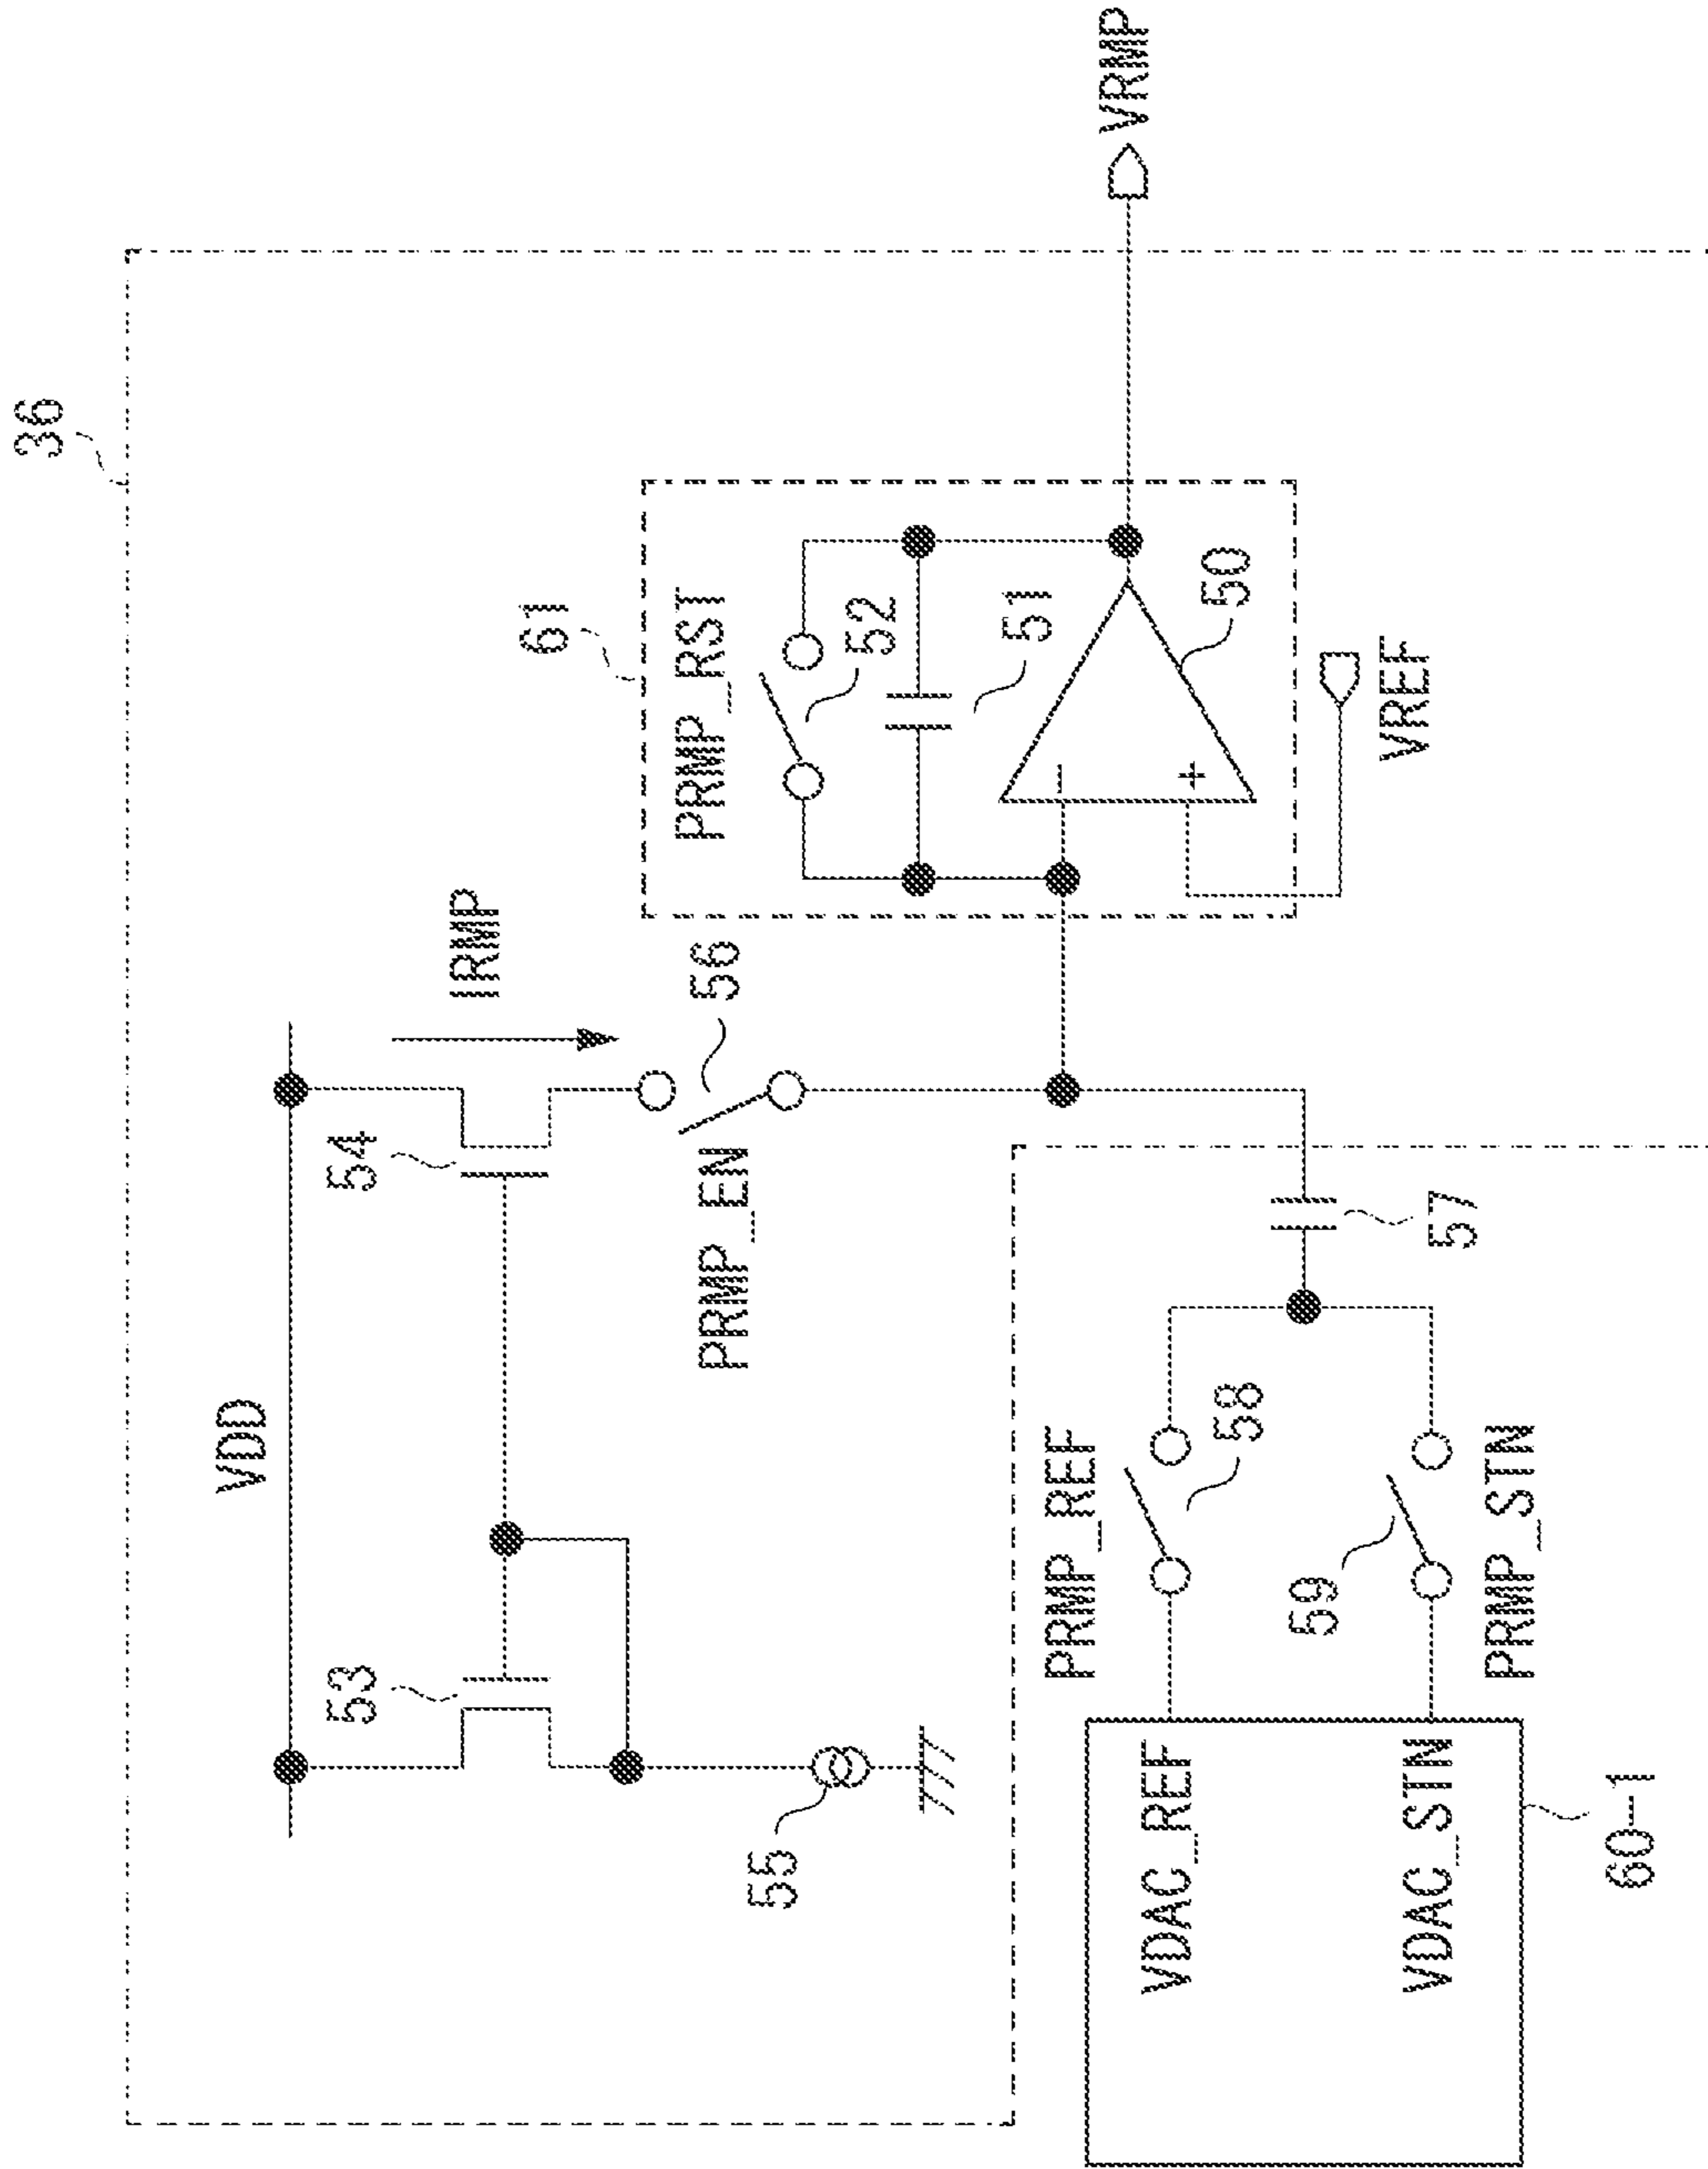 36
VDD
53
54
IRMP
55
PRMP_EN
56
61
PRMP_RST
52
51
50
VRMP
VREF
PRMP_REF
58
57
59
PRMP_STN
VDAC_REF
VDAC_STN
60-1
-
+